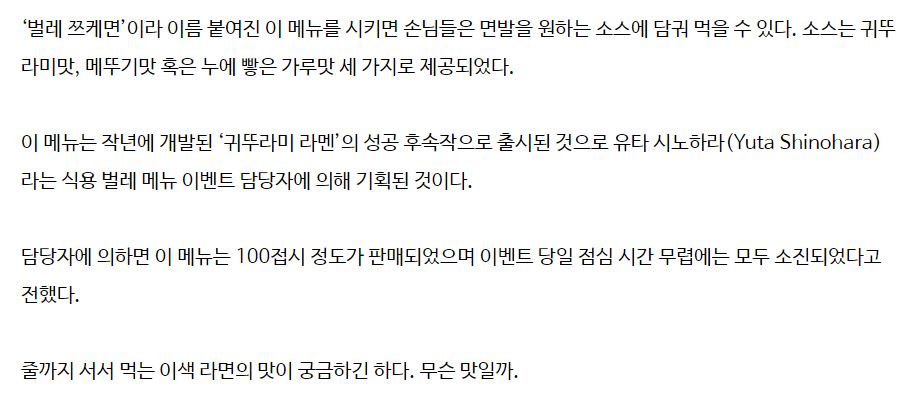 ‘벌레 쯔케면’이라 이름 붙여진 이 메뉴를 시키면 손님들은 면발을 원하는 소스에 담궈 먹을 수 있다. 소스는 귀뚜
라미맛, 메뚜기맛 혹은 누에 빻은 가루맛 세 가지로 제공되었다.
이 메뉴는 작년에 개발된 ‘귀뚜라미 라멘’의 성공 후속작으로 출시된 것으로 유타 시노하라(Yuta Shinohara)
라는 식용 벌레 메뉴 이벤트 담당자에 의해 기획된 것이다.
담당자에 의하면 이 메뉴는 100접시 정도가 판매되었으며 이벤트 당일 점심 시간 무렵에는 모두 소진되었다고
전했다.
줄까지 서서 먹는 이색 라면의 맛이 궁금하긴 하다. 무슨 맛일까.